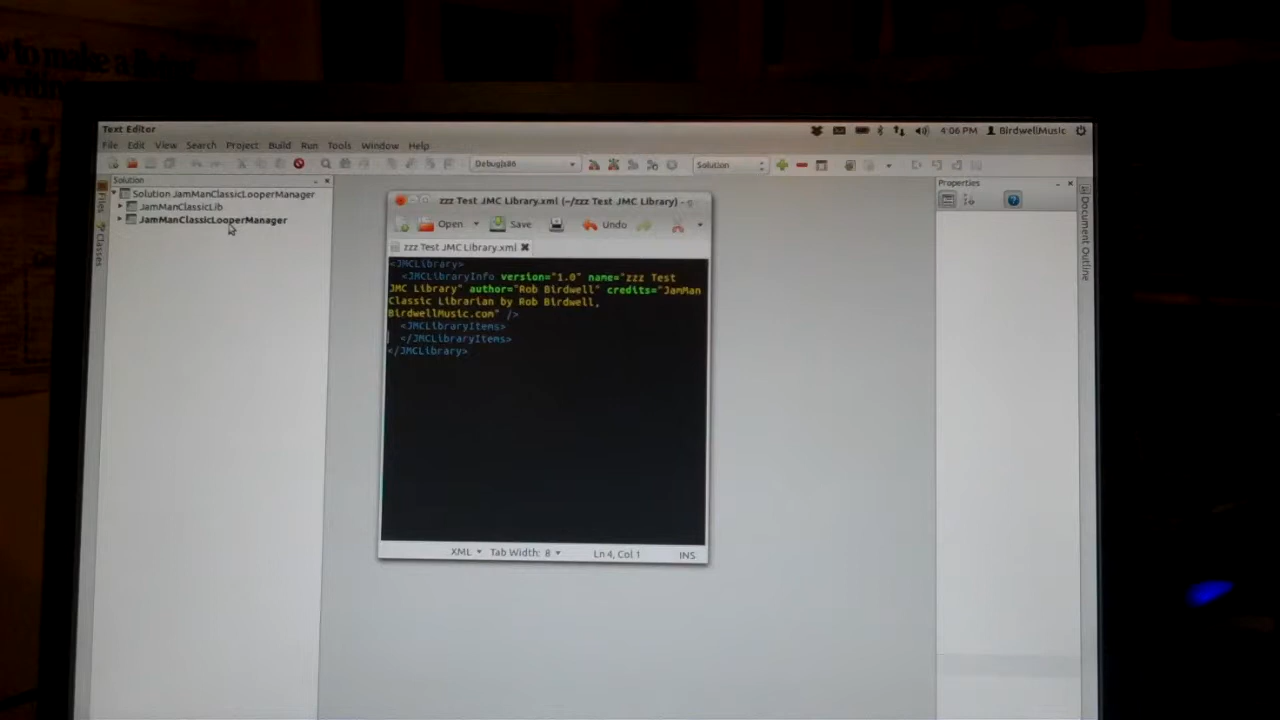 Text Editor
4:06 PM BirdwellMusic
File Edit View Search Project Build Run Tools Window Help
Debug|x86
Solution
Solution
Properties
Files
Classes
Solution JamManClassicLooperManager
JamManClassicLib
JamManClassicLooperManager
Document Outline
zzz Test JMC Library.xml (~/zzz Test JMC Library) - g
Open Save Undo
zzz Test JMC Library.xml
<JMCLibrary>
<JMCLibraryInfo version="1.0" name="zzz Test
JMC Library" author="Rob Birdwell" credits="JamMan
Classic Librarian by Rob Birdwell,
BirdwellMusic.com" />
<JMCLibraryItems>
</JMCLibraryItems>
</JMCLibrary>
XML Tab Width: 8 Ln 4, Col 1 INS